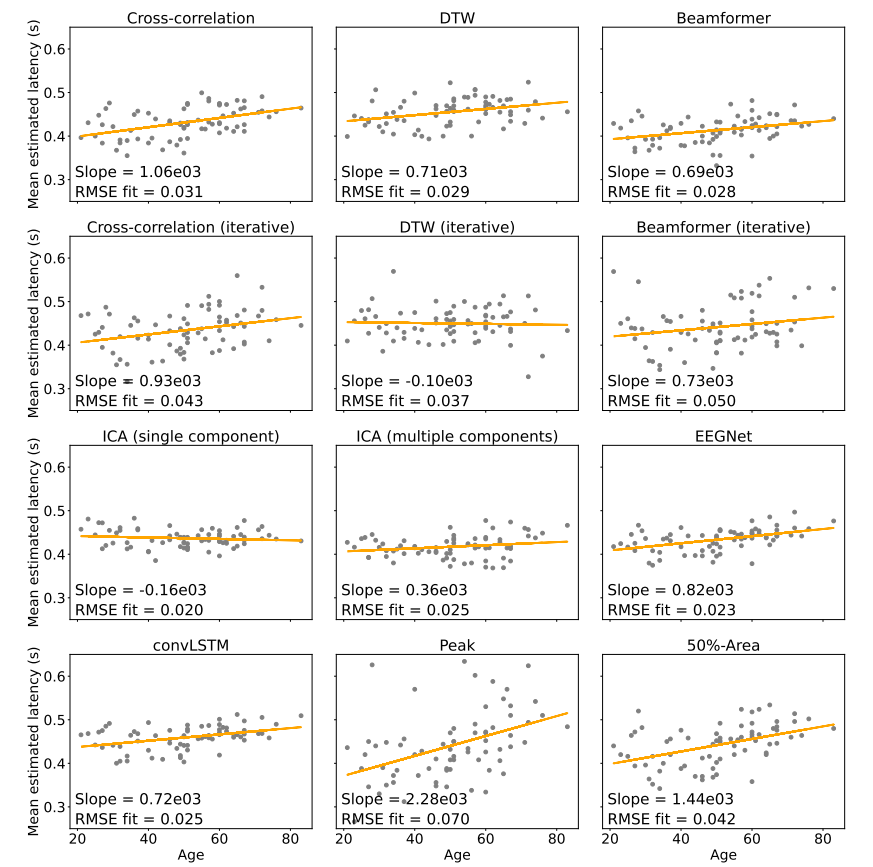 Cross-correlation
DTW
Beamformer
Mean estimated latency (s)
0.6
0.5
0.4
0.3
Slope = 1.06e03
RMSE fit = 0.031
Slope = 0.71e03
RMSE fit = 0.029
Slope = 0.69e03
RMSE fit = 0.028
Cross-correlation (iterative)
DTW (iterative)
Beamformer (iterative)
Mean estimated latency (s)
0.6
0.5
0.4
0.3
Slope = 0.93e03
RMSE fit = 0.043
Slope = -0.10e03
RMSE fit = 0.037
Slope = 0.73e03
RMSE fit = 0.050
ICA (single component)
ICA (multiple components)
EEGNet
Mean estimated latency (s)
0.6
0.5
0.4
0.3
Slope = -0.16e03
RMSE fit = 0.020
Slope = 0.36e03
RMSE fit = 0.025
Slope = 0.82e03
RMSE fit = 0.023
convLSTM
Peak
50%-Area
Mean estimated latency (s)
0.6
0.5
0.4
0.3
Slope = 0.72e03
RMSE fit = 0.025
Slope = 2.28e03
RMSE fit = 0.070
Slope = 1.44e03
RMSE fit = 0.042
20 40 60 80
20 40 60 80
20 40 60 80
Age
Age
Age